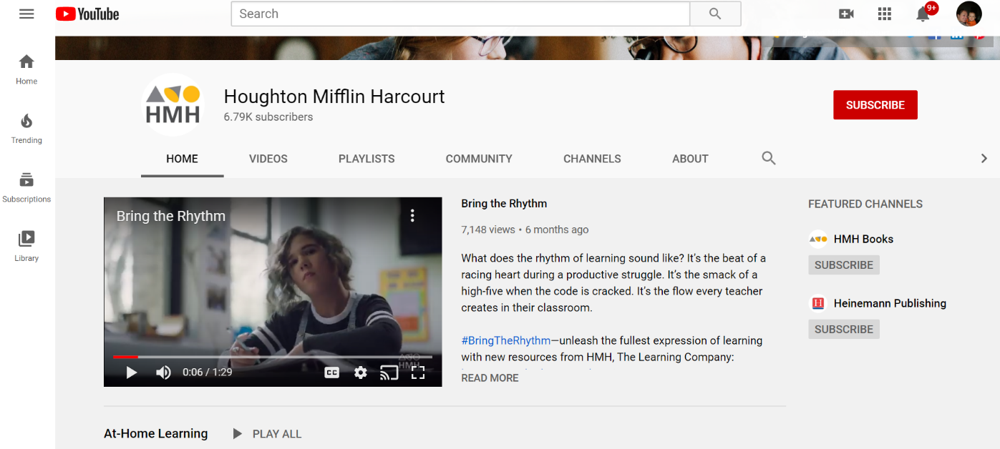 YouTube
Search
9+
Home
Trending
Subscriptions
Library
HMH
Houghton Mifflin Harcourt
6.79K subscribers
SUBSCRIBE
HOME VIDEOS PLAYLISTS COMMUNITY CHANNELS ABOUT
Bring the Rhythm
HMH
0:06 / 1:29
CC
Bring the Rhythm
7,148 views • 6 months ago
What does the rhythm of learning sound like? It’s the beat of a
racing heart during a productive struggle. It’s the smack of a
high-five when the code is cracked. It’s the flow every teacher
creates in their classroom.
#BringTheRhythm—unleash the fullest expression of learning
with new resources from HMH, The Learning Company:
READ MORE
FEATURED CHANNELS
HMH Books
SUBSCRIBE
H
Heinemann Publishing
SUBSCRIBE
At-Home Learning PLAY ALL